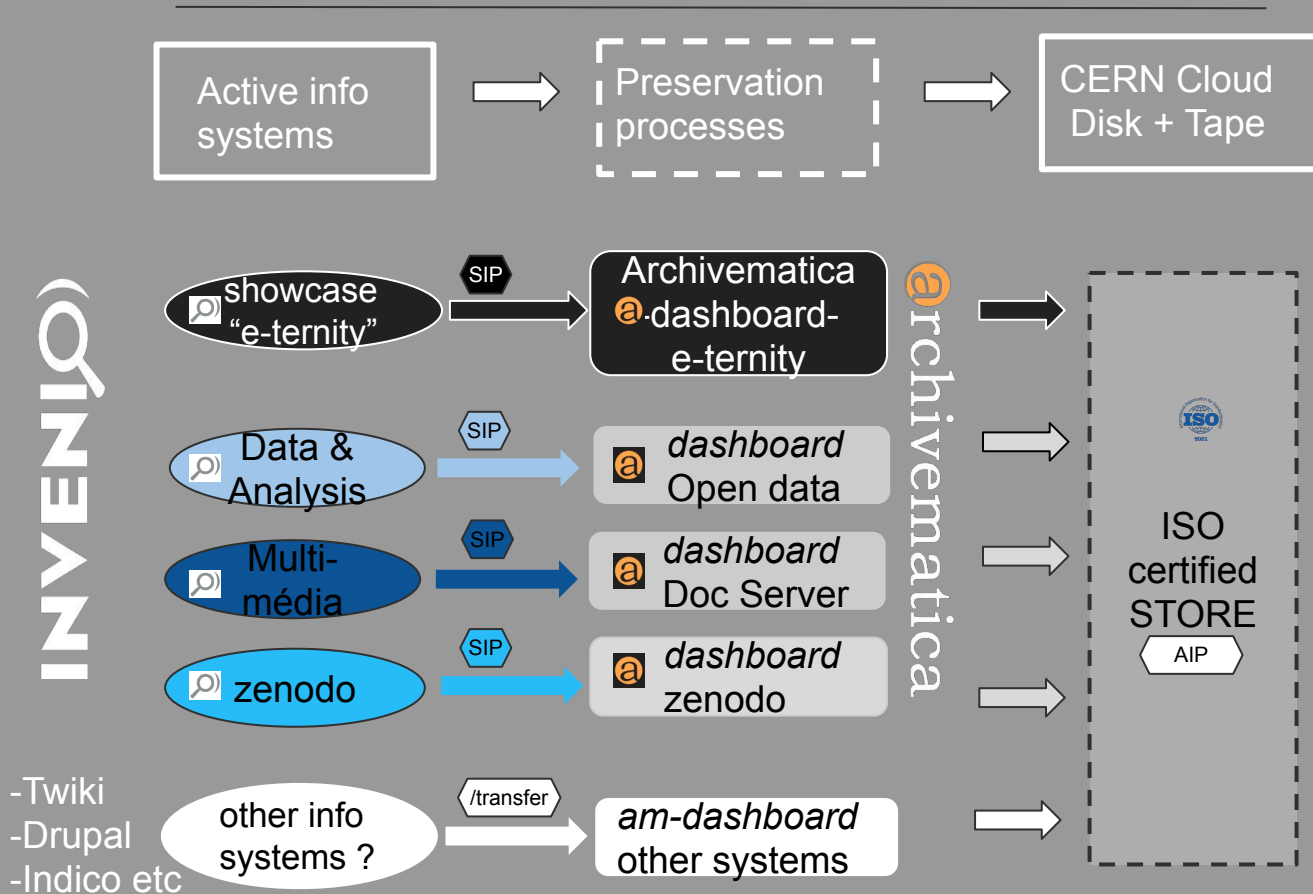 Active info
systems
Preservation
processes
CERN Cloud
Disk + Tape
INVENIO
showcase
“e-ternity”
SIP
Archivematica
a-dashboard-
e-ternity
archivematica
Data &
Analysis
SIP
a dashboard
Open data
Multi-
média
SIP
a dashboard
Doc Server
zenodo
SIP
a dashboard
zenodo
ISO
9001
ISO
certified
STORE
AIP
-Twiki
-Drupal
-Indico etc
other info
systems ?
/transfer
am-dashboard
other systems